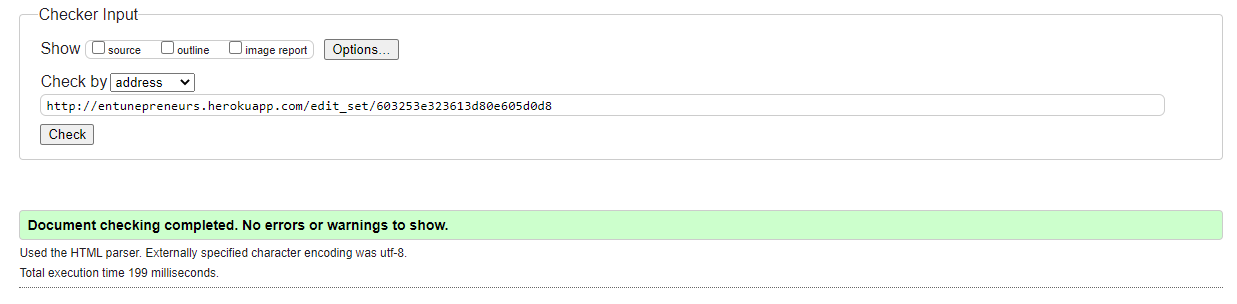 Checker Input
Show source outline image report Options...
Check by address
http://entunepreneurs.herokuapp.com/edit_set/603253e323613d80e605d0d8
Check
Document checking completed. No errors or warnings to show.
Used the HTML parser. Externally specified character encoding was utf-8.
Total execution time 199 milliseconds.